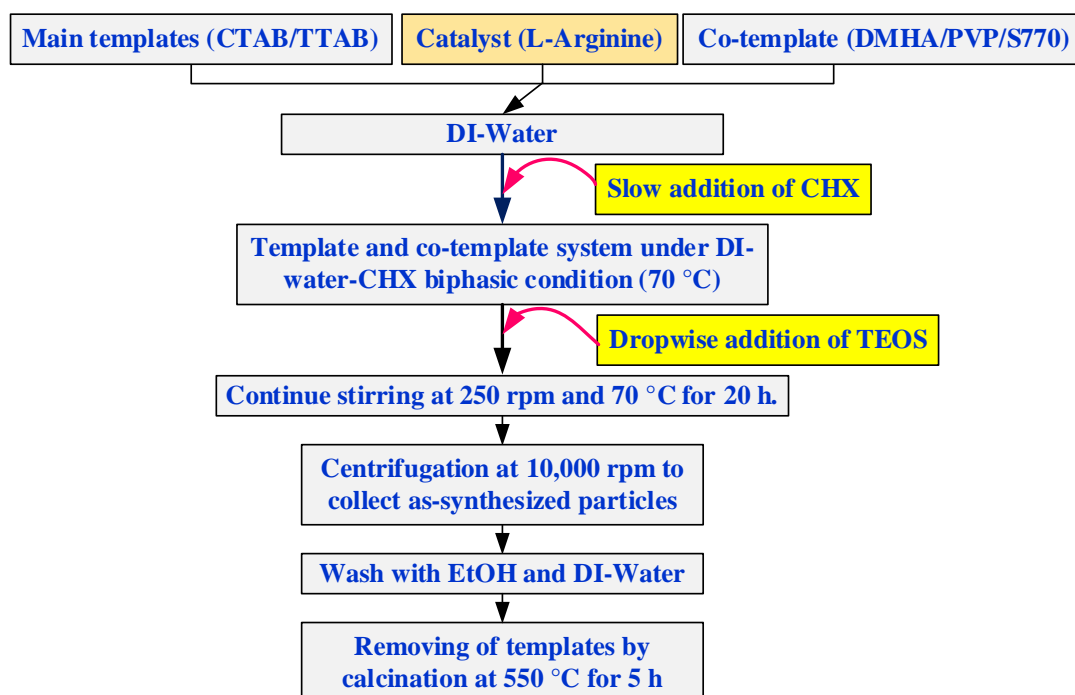 Main templates (CTAB/TTAB)
Catalyst (L-Arginine)
Co-template (DMHA/PVP/S770)
DI-Water
Slow addition of CHX
Template and co-template system under DI-
water-CHX biphasic condition (70 °C)
Dropwise addition of TEOS
Continue stirring at 250 rpm and 70 °C for 20 h.
Centrifugation at 10,000 rpm to
collect as-synthesized particles
Wash with EtOH and DI-Water
Removing of templates by
calcination at 550 °C for 5 h